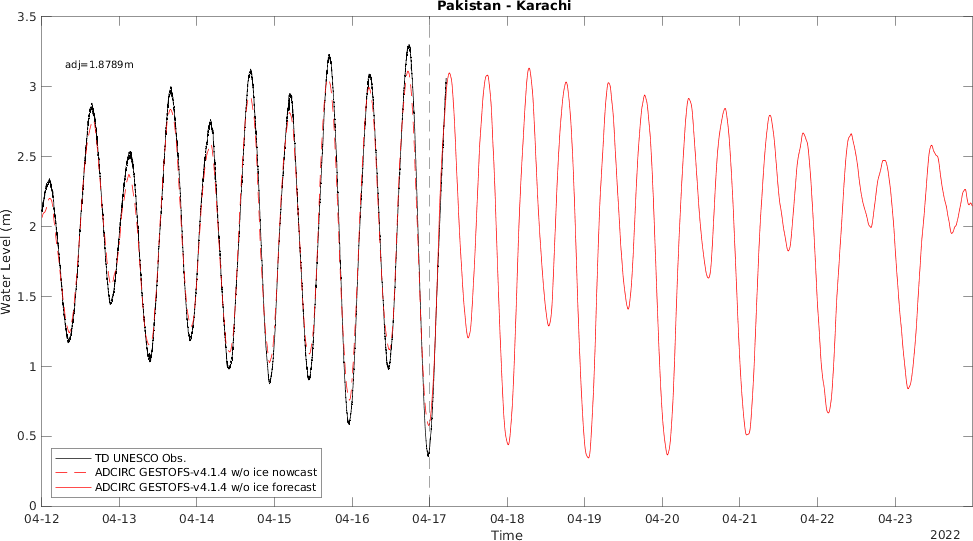 Pakistan - Karachi
adj=1.8789m
3.5
3
2.5
2
1.5
1
0.5
0
Water Level (m)
TD UNESCO Obs.
ADCIRC GESTOFS-v4.1.4 w/o ice nowcast
ADCIRC GESTOFS-v4.1.4 w/o ice forecast
04-12 04-13 04-14 04-15 04-16 04-17 04-18 04-19 04-20 04-21 04-22 04-23
Time
2022